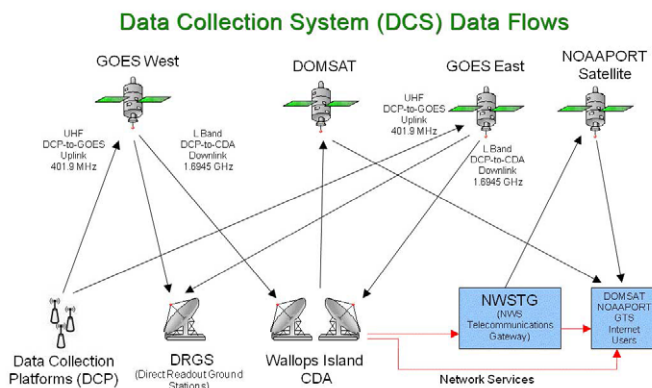 Data Collection System (DCS) Data Flows
GOES West
DOMSAT
GOES East
NOAAPORT
Satellite
UHF
DCP-to-GOES
Uplink
401.9 MHz
L Band
DCP-to-CDA
Downlink
1.6945 GHz
UHF
DCP-to-GOES
Uplink
401.9 MHz
L Band
DCP-to-CDA
Downlink
1.6945 GHz
Data Collection
Platforms (DCP)
DRGS
(Direct Readout Ground
Stations)
Wallops Island
CDA
NWSTG
(NWS
Telecommunications
Gateway)
DOMSAT
NOAAPORT
GTS
Internet
Users
Network Services